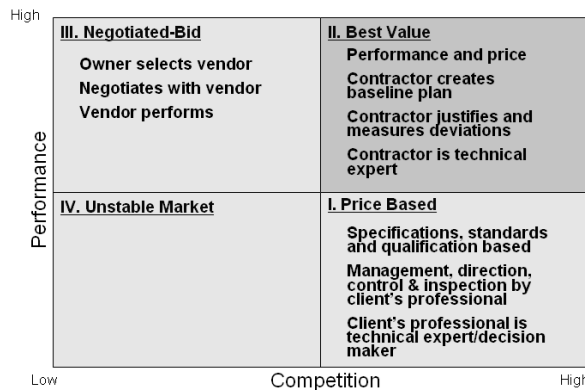 High
III. Negotiated-Bid
Owner selects vendor
Negotiates with vendor
Vendor performs
II. Best Value
Performance and price
Contractor creates
baseline plan
Contractor justifies and
measures deviations
Contractor is technical
expert
Performance
IV. Unstable Market
I. Price Based
Specifications, standards
and qualification based
Management, direction,
control & inspection by
client's professional
Client's professional is
technical expert/decision
maker
Low
Competition
High